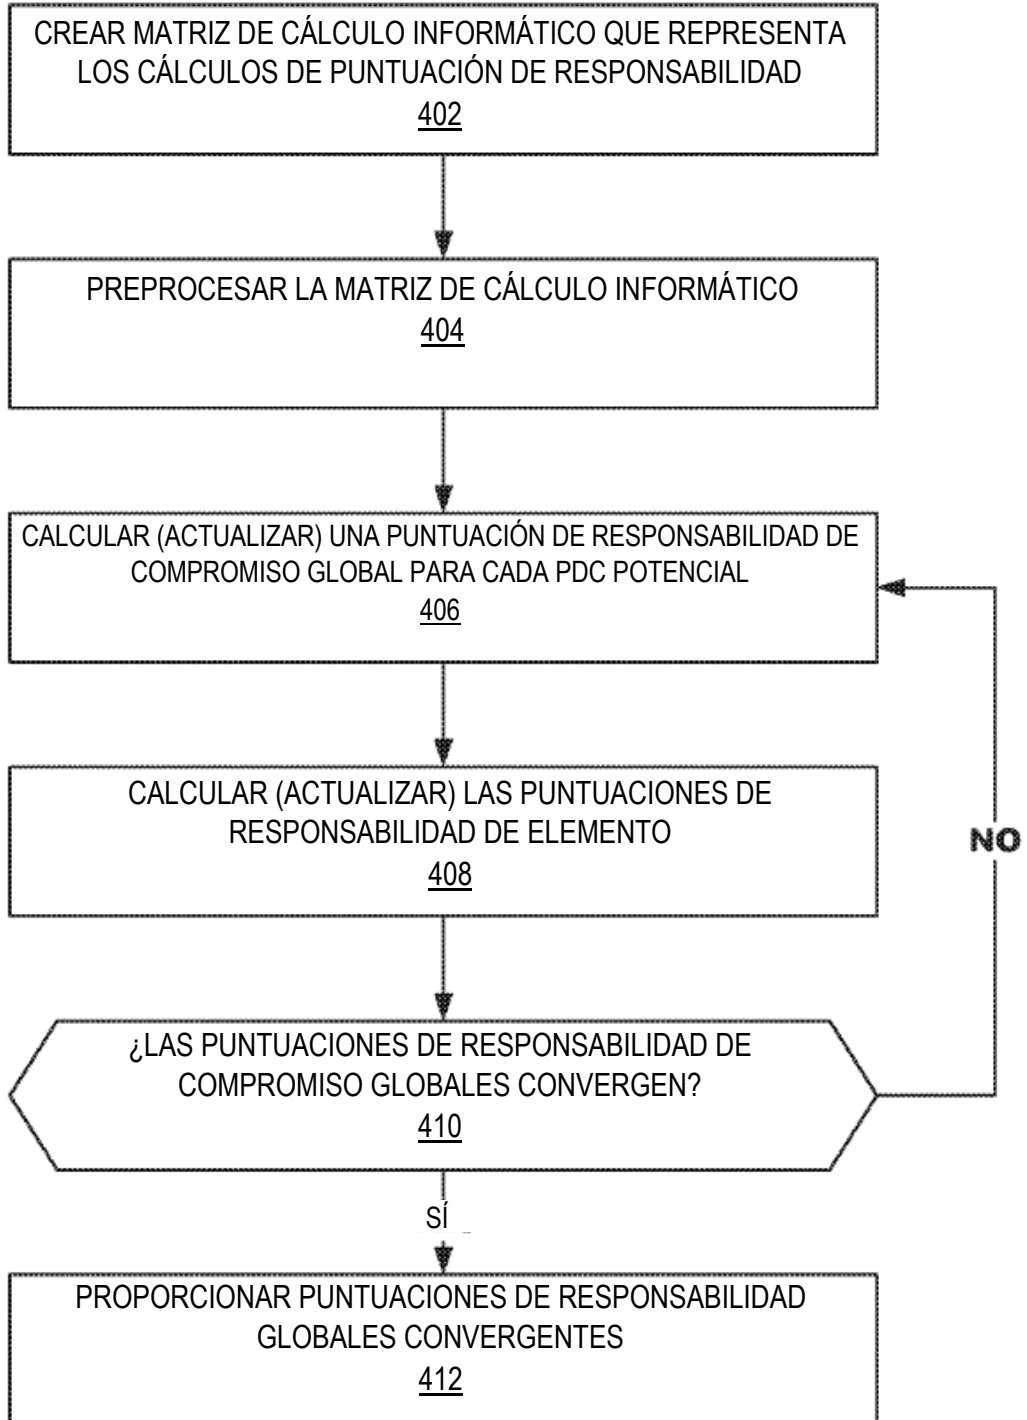 CREAR MATRIZ DE CÁLCULO INFORMÁTICO QUE REPRESENTA
LOS CÁLCULOS DE PUNTUACIÓN DE RESPONSABILIDAD
402
PREPROCESAR LA MATRIZ DE CÁLCULO INFORMÁTICO
404
CALCULAR (ACTUALIZAR) UNA PUNTUACIÓN DE RESPONSABILIDAD DE
COMPROMISO GLOBAL PARA CADA PDC POTENCIAL
406
CALCULAR (ACTUALIZAR) LAS PUNTUACIONES DE
RESPONSABILIDAD DE ELEMENTO
408
NO
¿LAS PUNTUACIONES DE RESPONSABILIDAD DE
COMPROMISO GLOBALES CONVERGEN?
410
SÍ
PROPORCIONAR PUNTUACIONES DE RESPONSABILIDAD
GLOBALES CONVERGENTES
412